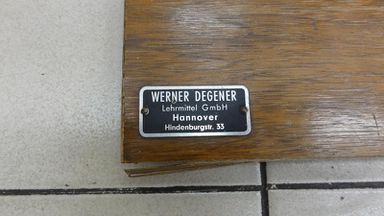 WERNER DEGENER
Lehrmittel GmbH
Hannover
Hindenburgstr. 33